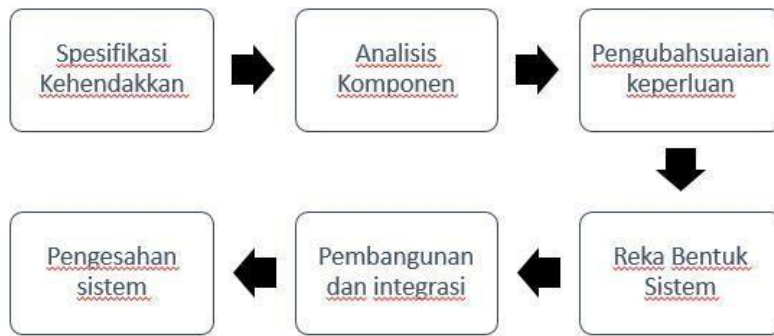 Spesifikasi
Kehendakkan
Analisis
Komponen
Pengubahsuaian
keperluan
Reka Bentuk
Sistem
Pembangunan
dan integrasi
Pengesahan
sistem